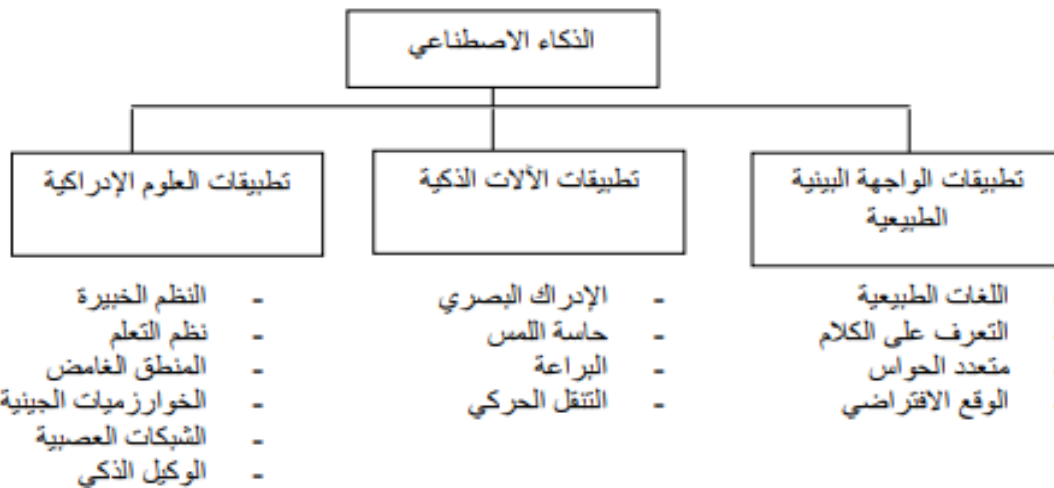 الذكاء الاصطناعي
تطبيقات الواجهة البينية
الطبيعية
اللغات الطبيعية
التعرف على الكلام
متعدد الحواس
الوقع الافتراضي
تطبيقات الآلات الذكية
- الإدراك البصري
- حاسة اللمس
- البراعة
- التنقل الحركي
تطبيقات العلوم الإدراكية
- النظم الخبيرة
- نظم التعلم
- المنطق الغامض
- الخوارزميات الجينية
- الشبكات العصبية
- الوكيل الذكي